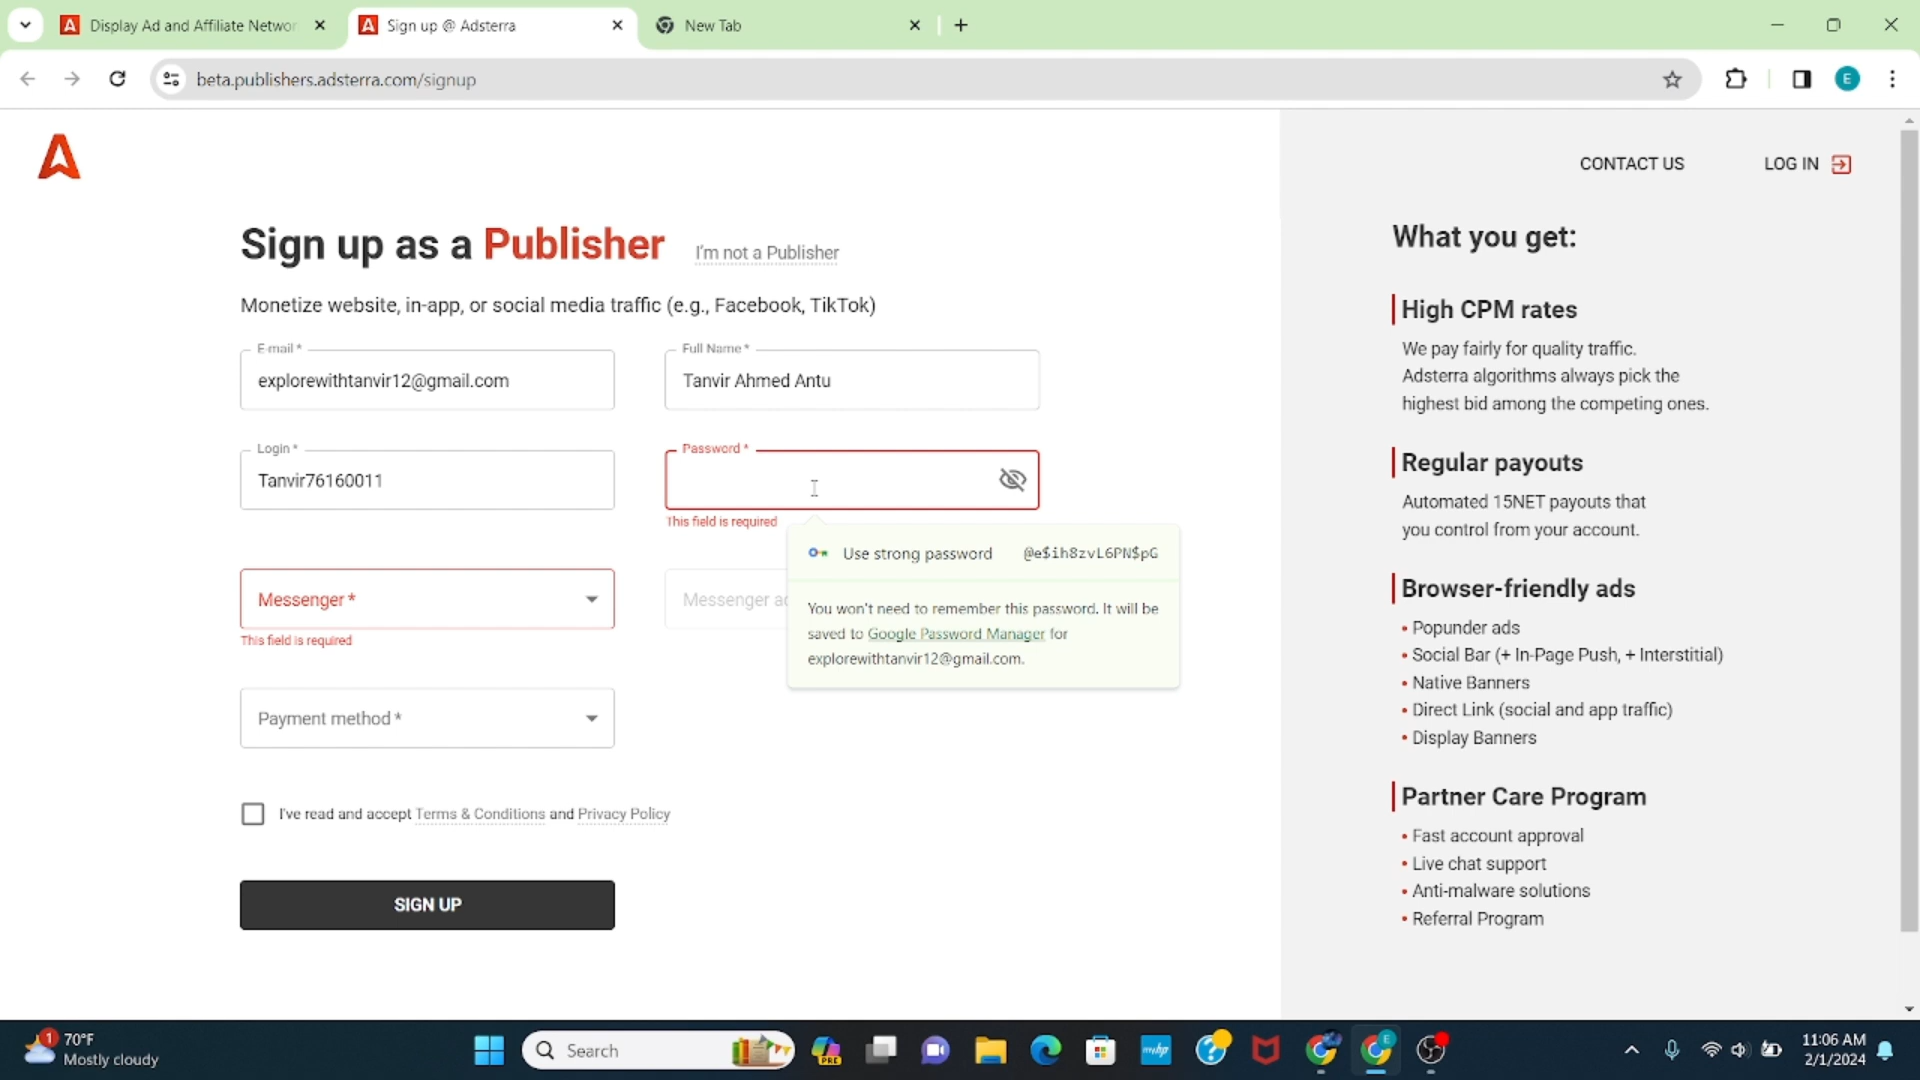 Display Ad and Affiliate Networ
Sign up @ Adsterra
New Tab
beta.publishers.adsterra.com/signup
E
CONTACT US
LOG IN
Sign up as a Publisher
I'm not a Publisher
Monetize website, in-app, or social media traffic (e.g., Facebook, TikTok)
E-mail *
explorewithtanvir12@gmail.com
Full Name *
Tanvir Ahmed Antu
Login *
Tanvir76160011
Password *
This field is required
Use strong password @e$ih8zvL6PN$pG
You won't need to remember this password. It will be
saved to Google Password Manager for
explorewithtanvir12@gmail.com.
Messenger *
This field is required
Messenger
Payment method *
I've read and accept Terms & Conditions and Privacy Policy
SIGN UP
What you get:
High CPM rates
We pay fairly for quality traffic.
Adsterra algorithms always pick the
highest bid among the competing ones.
Regular payouts
Automated 15NET payouts that
you control from your account.
Browser-friendly ads
• Popunder ads
• Social Bar (+ In-Page Push, + Interstitial)
• Native Banners
• Direct Link (social and app traffic)
• Display Banners
Partner Care Program
• Fast account approval
• Live chat support
• Anti-malware solutions
• Referral Program
1
70°F
Mostly cloudy
Search
PRE
myhp
E
11:06 AM
2/1/2024